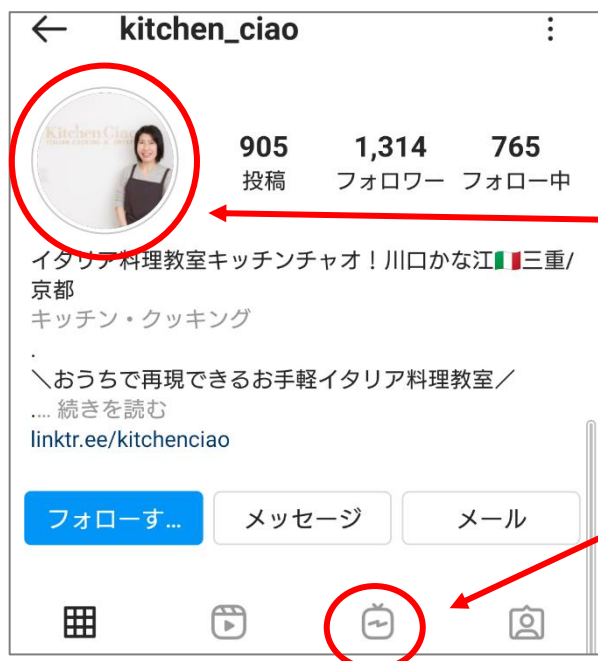 kitchen_ciao
Kitchen Ciao
905
1,314
765
投稿
フォロワー
フォロー中
イタリア料理教室キッチンチャオ！川口かな江🇮🇹三重/
京都
キッチン・クッキング
.
＼おうちで再現できるお手軽イタリア料理教室／
.... 続きを読む
linktr.ee/kitchenciao
フォローす...
メッセージ
メール